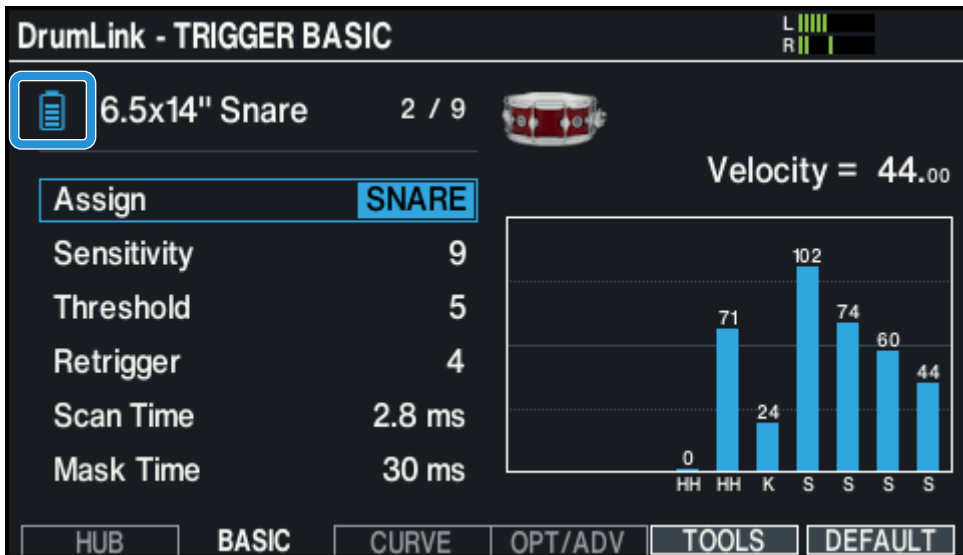 DrumLink - TRIGGER BASIC
L
R
6.5x14" Snare 2 / 9
Velocity = 44.00
Assign SNARE
Sensitivity 9
Threshold 5
Retrigger 4
Scan Time 2.8 ms
Mask Time 30 ms
102
71 74
60
44
24
0
HH HH K S S S S
HUB BASIC CURVE OPT/ADV TOOLS DEFAULT